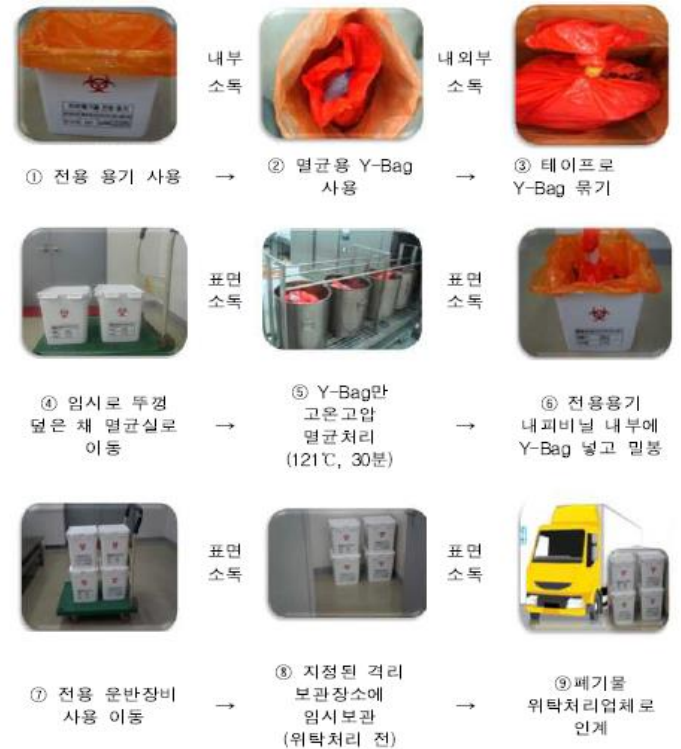 내부
소독
내외부
소독
① 전용 용기 사용
→
② 멸균용 Y-Bag
사용
→
③ 테이프로
Y-Bag 묶기
표면
소독
표면
소독
④ 임시로 뚜껑
덮은 채 멸균실로
이동
→
⑤ Y-Bag만
고온고압
멸균처리
(121℃, 30분)
→
⑥ 전용용기
내피비닐 내부에
Y-Bag 넣고 밀봉
표면
소독
표면
소독
⑦ 전용 운반장비
사용 이동
→
⑧ 지정된 격리
보관장소에
임시보관
(위탁처리 전)
→
⑨폐기물
위탁처리업체로
인계